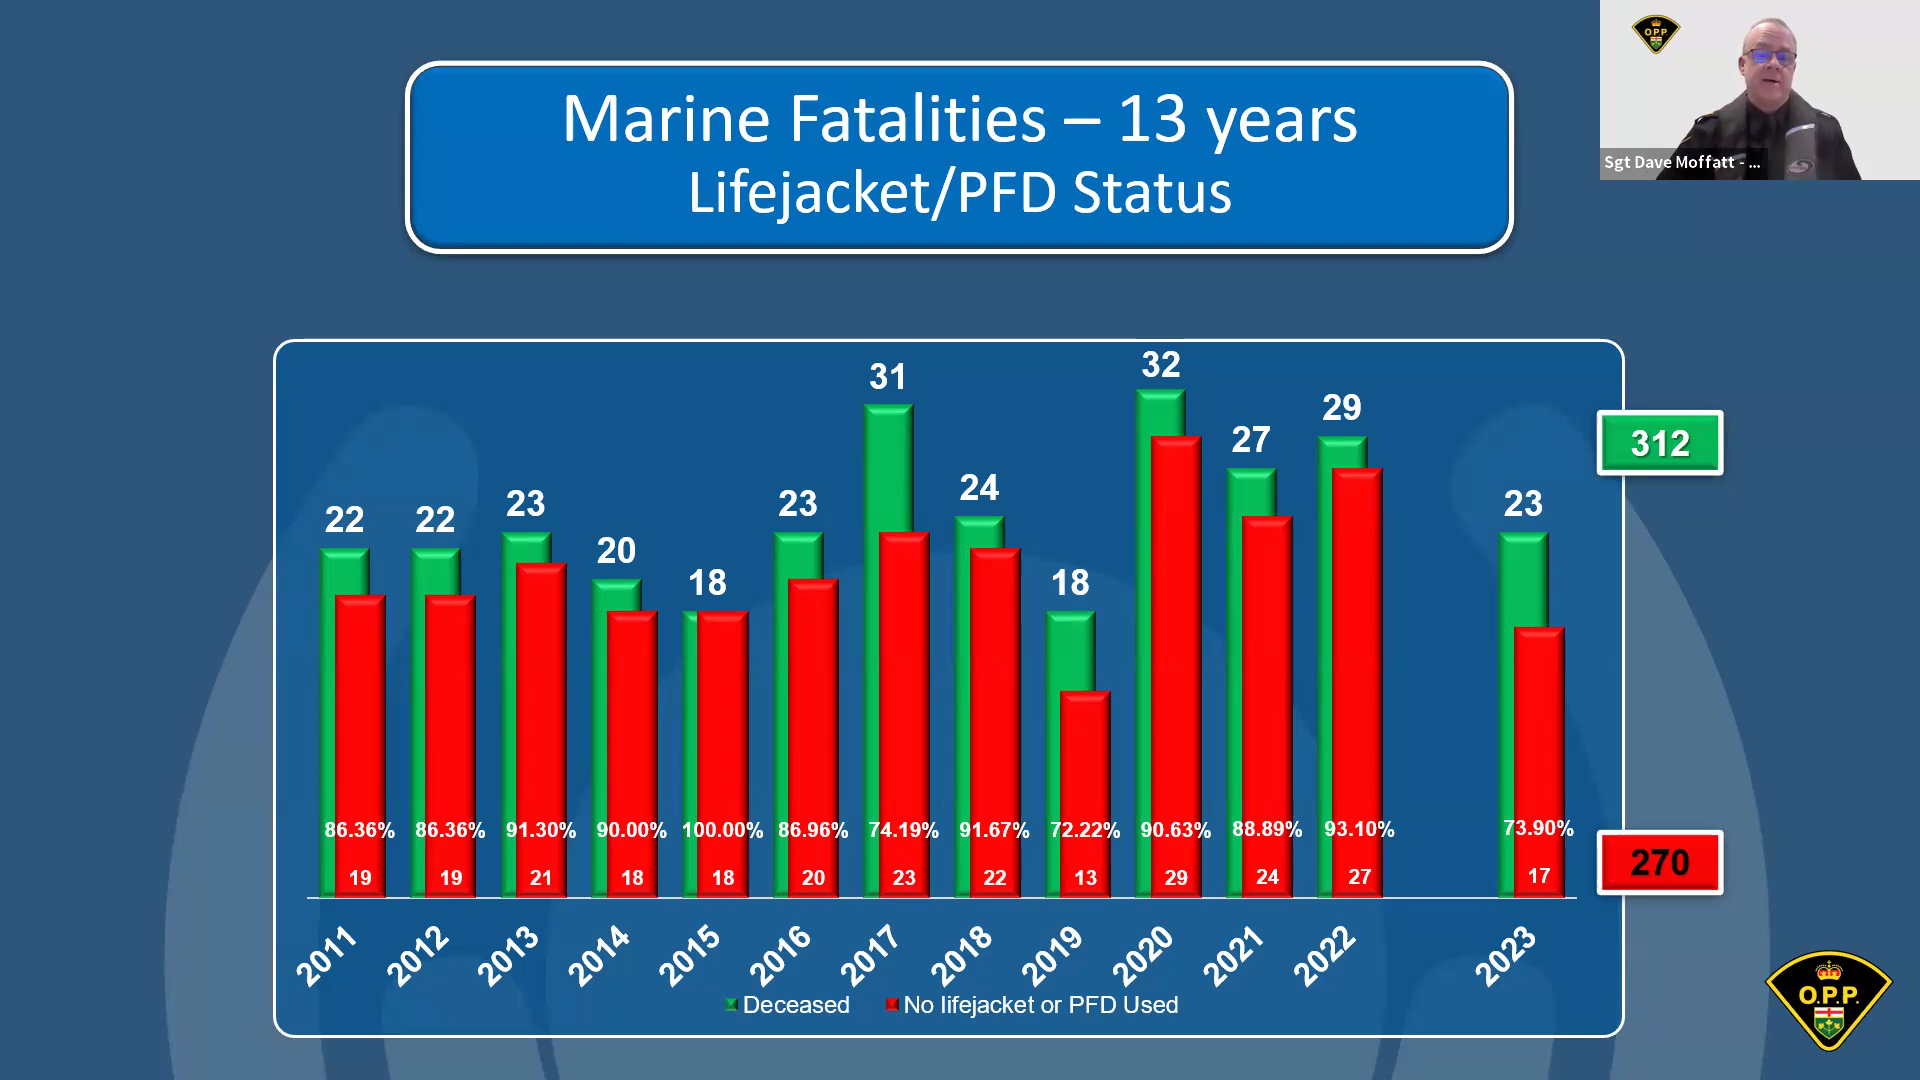 O.P.P.
Sgt Dave Moffatt - ...
Marine Fatalities – 13 years
Lifejacket/PFD Status
22 22 23 20 18 23 31 24 18 32 27 29 23
312
86.36% 86.36% 91.30% 90.00% 100.00% 86.96% 74.19% 91.67% 72.22% 90.63% 88.89% 93.10% 73.90%
19 19 21 18 18 20 23 22 13 29 24 27 17
270
2011 2012 2013 2014 2015 2016 2017 2018 2019 2020 2021 2022 2023
Deceased No lifejacket or PFD Used
O.P.P.